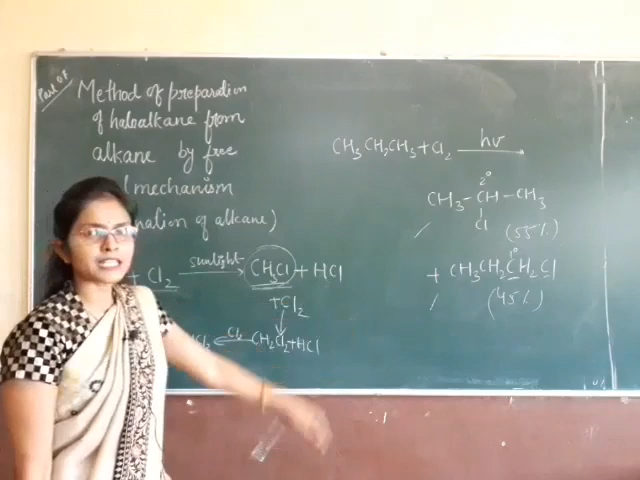 Part 07
Method of preparation
of haloalkane from
alkane by free
mechanism
nation of alkane)
+ Cl2 sunlight CH3Cl + HCl
+Cl2
Cl2 CH2Cl2+HCl
CH3CH2CH3+Cl2 hν
2°
CH3-CH-CH3
Cl
(55%)
1°
+ CH3CH2CH2Cl
(45%)